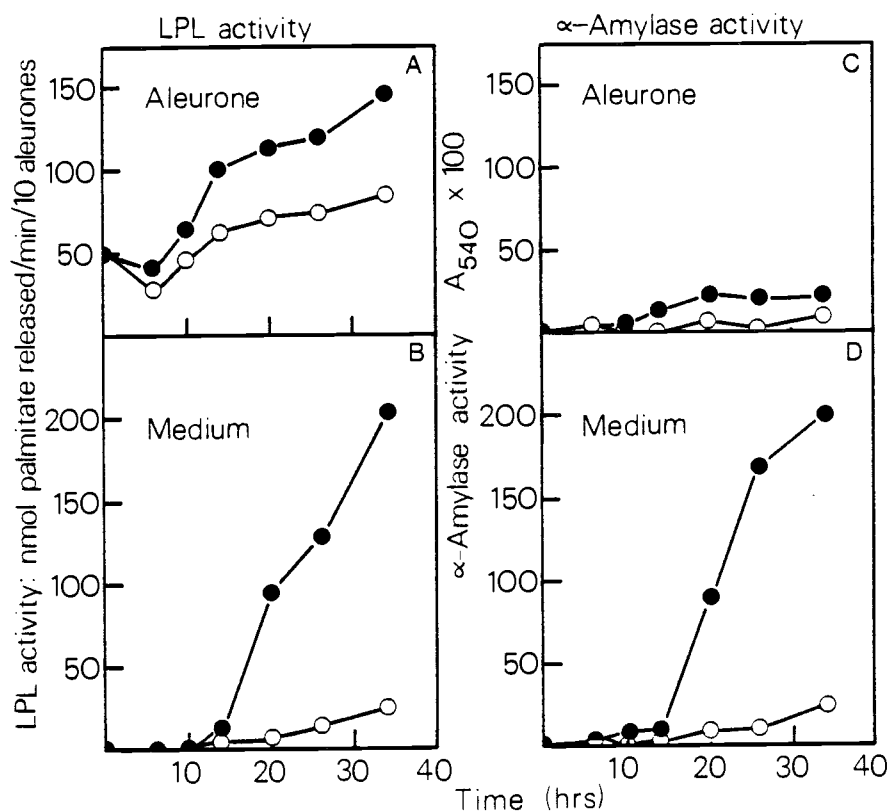 LPL activity
α-Amylase activity
LPL activity: nmol palmitate released/min/10 aleurones
A
Aleurone
150
100
50
B
Medium
200
150
100
50
10
20
30
40
α-Amylase activity A540 x 100
C
Aleurone
150
100
50
D
Medium
200
150
100
50
10
20
30
40
Time (hrs)